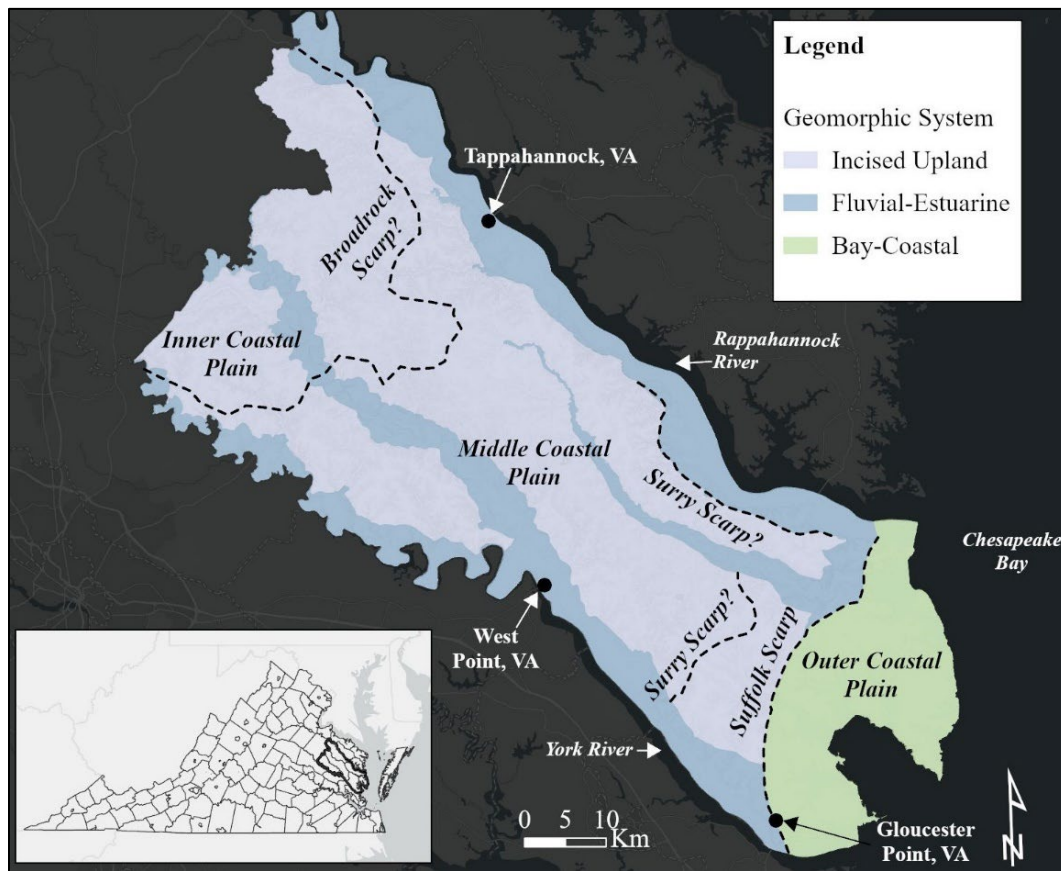 Legend
Geomorphic System
Incised Upland
Fluvial-Estuarine
Bay-Coastal
Tappahannock, VA
Broadrock
Scarp?
Inner Coastal
Plain
Rappahannock
River
Middle Coastal
Plain
Surry Scarp?
Chesapeake
Bay
West
Point, VA
Surry Scarp?
Suffolk Scarp
Outer Coastal
Plain
York River
0 5 10
Km
Gloucester
Point, VA
N